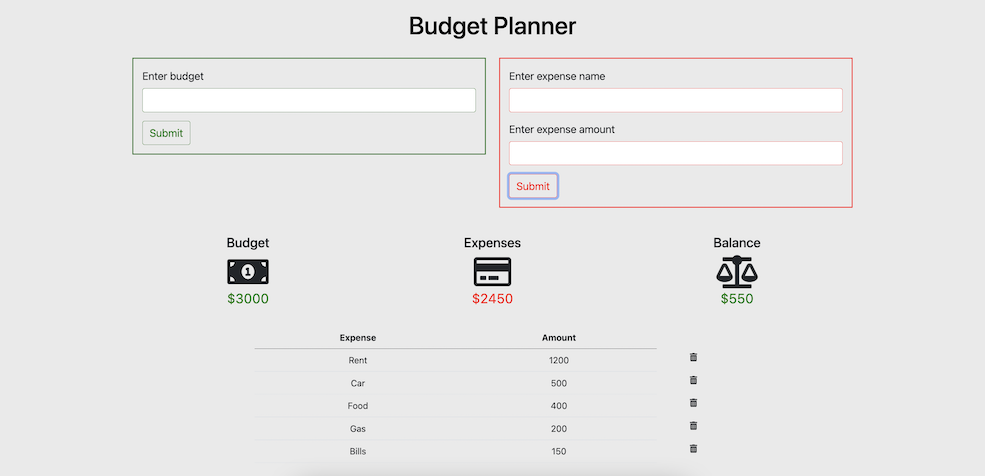 Budget Planner
Enter budget
Submit
Enter expense name
Enter expense amount
Submit
Budget Expenses Balance
1
$3000 $2450 $550
Expense Amount
Rent 1200
Car 500
Food 400
Gas 200
Bills 150